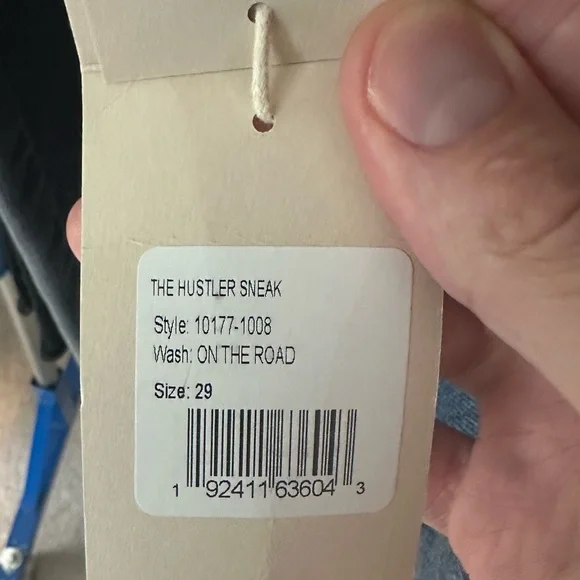 THE HUSTLER SNEAK
Style: 10177-1008
Wash: ON THE ROAD
Size: 29
1 92411 63604 3